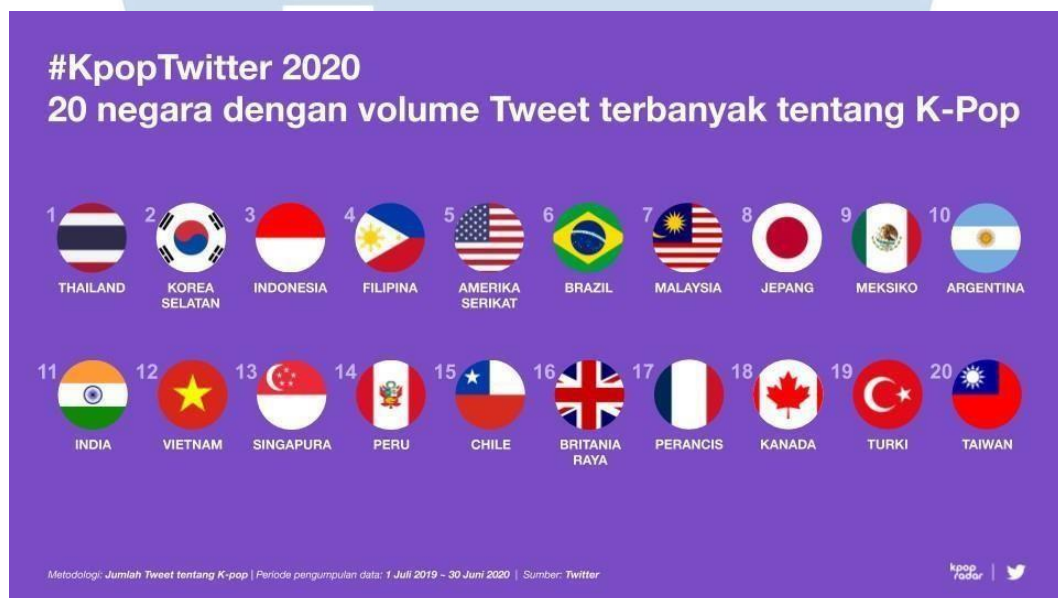 #KpopTwitter 2020
20 negara dengan volume Tweet terbanyak tentang K-Pop
1 2 3 4 5 6 7 8 9 10
THAILAND KOREA SELATAN INDONESIA FILIPINA AMERIKA SERIKAT BRAZIL MALAYSIA JEPANG MEKSIKO ARGENTINA
11 12 13 14 15 16 17 18 19 20
INDIA VIETNAM SINGAPURA PERU CHILE BRITANIA RAYA PERANCIS KANADA TURKI TAIWAN
Metodologi: Jumlah Tweet tentang K-pop | Periode pengumpulan data: 1 Juli 2019 ~ 30 Juni 2020 | Sumber: Twitter
kpop
radar